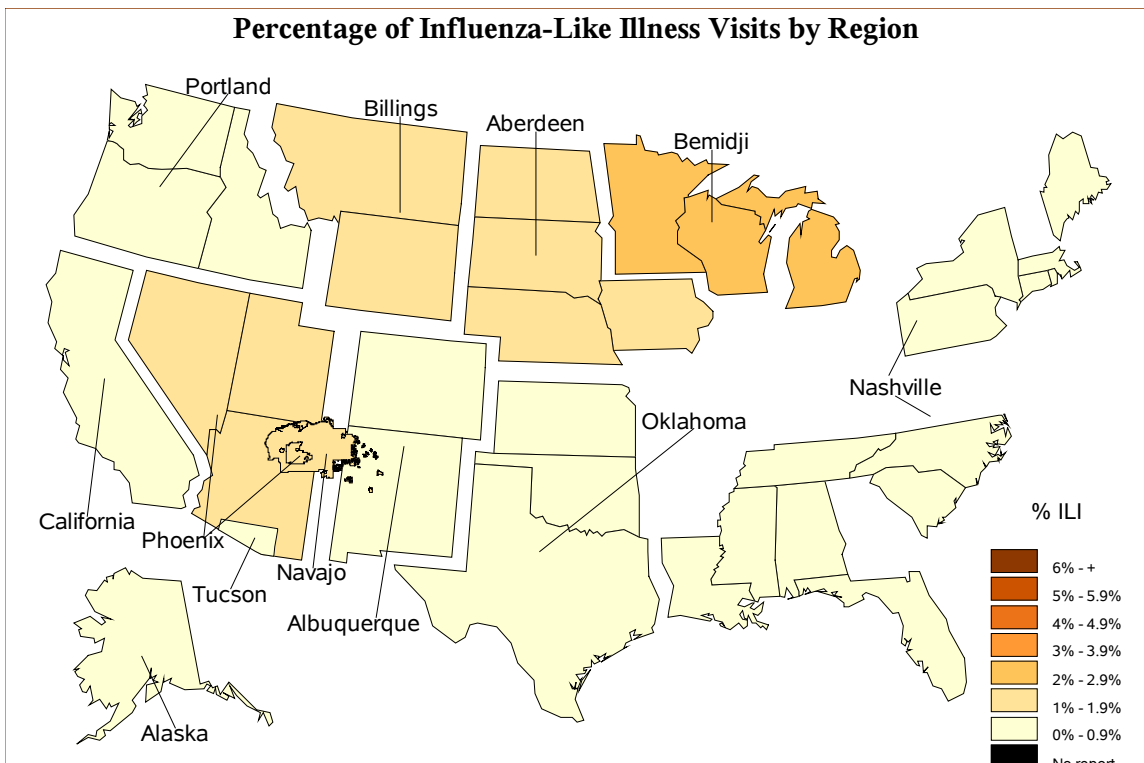 Percentage of Influenza-Like Illness Visits by Region
Portland
Billings
Aberdeen
Bemidji
Nashville
Oklahoma
California
Phoenix
Tucson
Navajo
Albuquerque
Alaska
% ILI
6% - +
5% - 5.9%
4% - 4.9%
3% - 3.9%
2% - 2.9%
1% - 1.9%
0% - 0.9%
No report